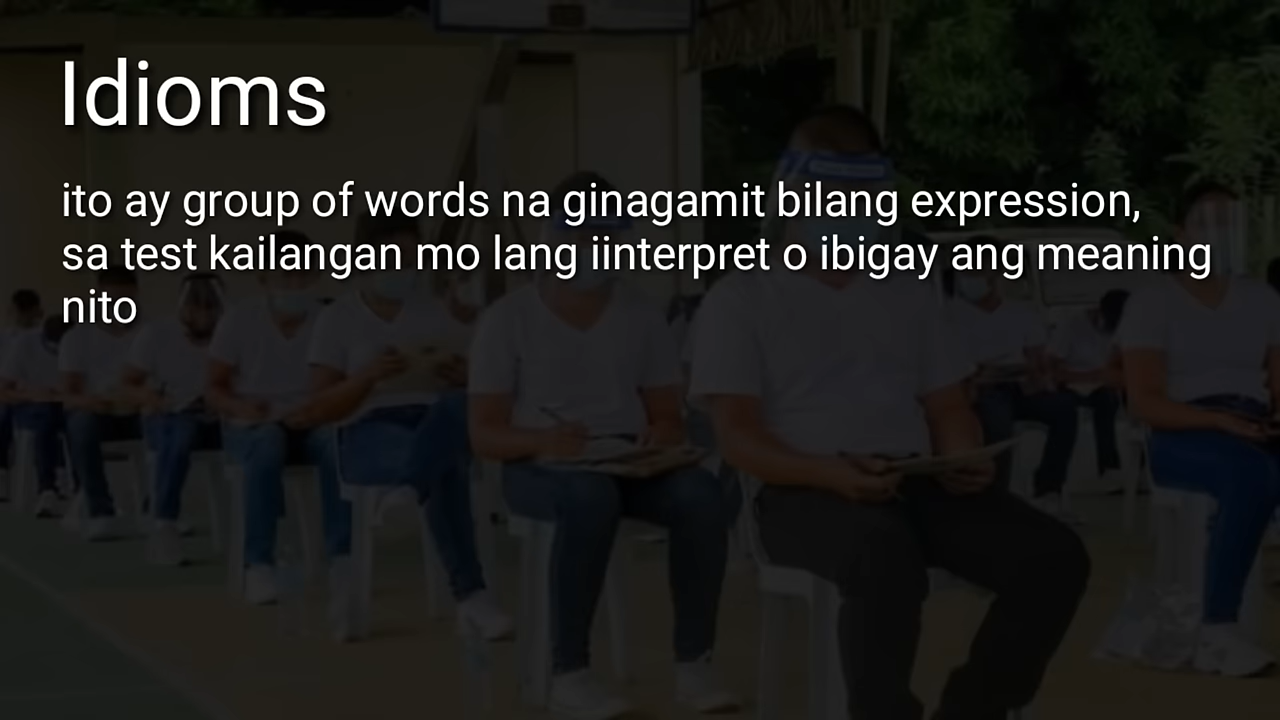 Idioms
ito ay group of words na ginagamit bilang expression,
sa test kailangan mo lang iinterpret o ibigay ang meaning
nito